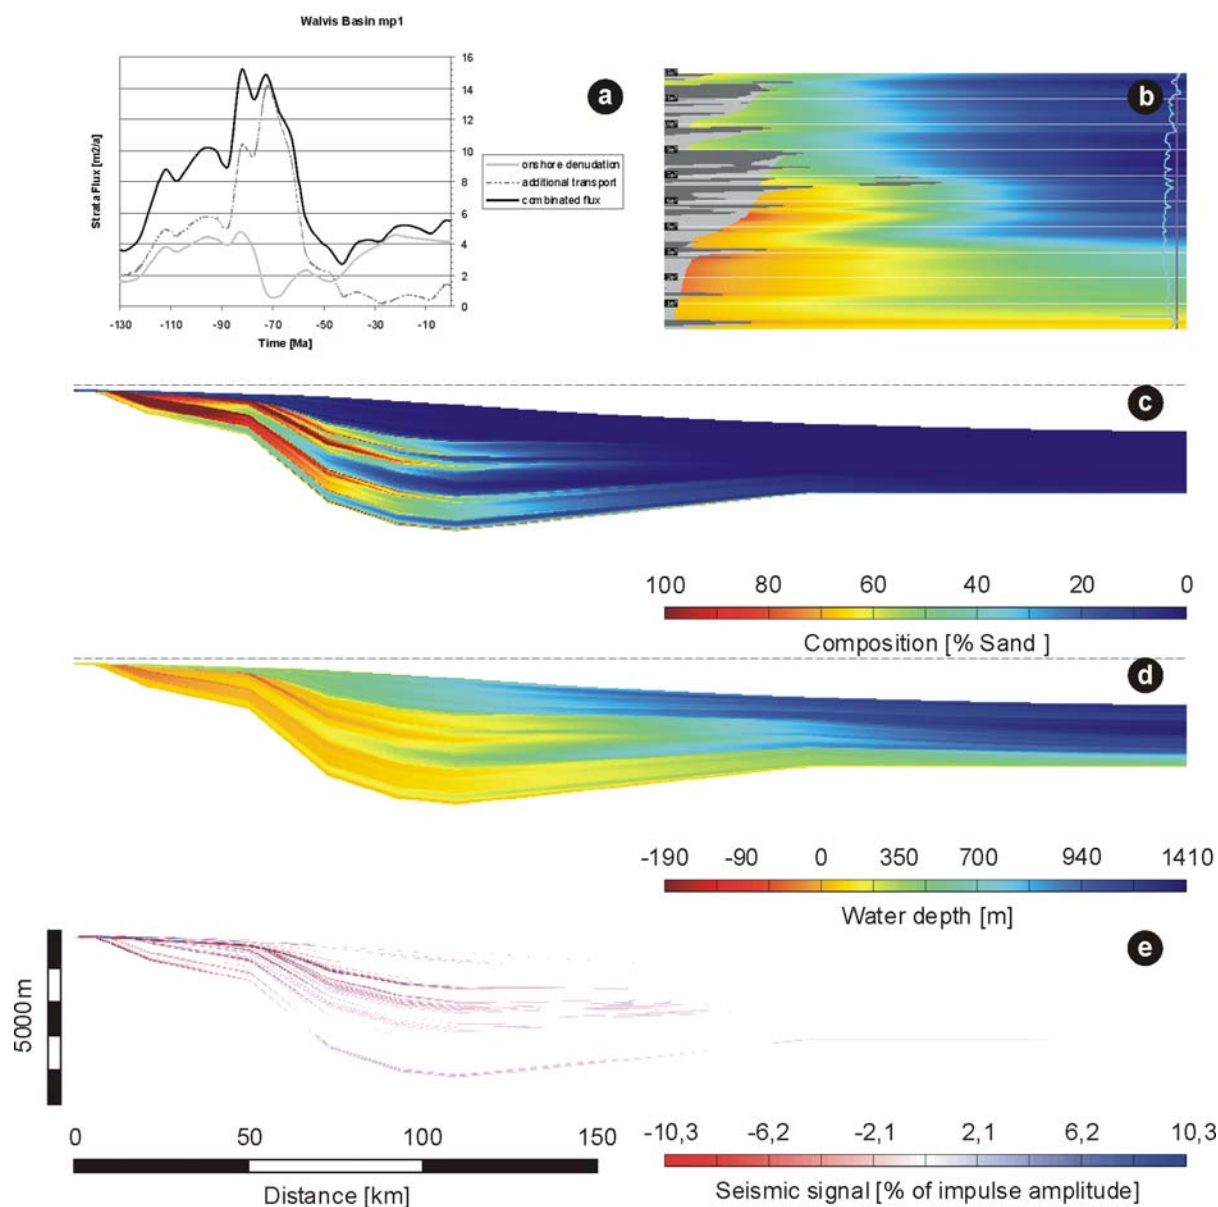 Walvis Basin mp1
a
16
14
12
10
8
6
4
2
0
Strata Flux [m2/a]
-130 -110 -90 -70 -50 -30 -10
Time [Ma]
onshore denudation
additional transport
combinated flux
b
c
100 80 60 40 20 0
Composition [% Sand ]
d
-190 -90 0 350 700 940 1410
Water depth [m]
e
5000m
0 50 100 150
Distance [km]
-10,3 -6,2 -2,1 2,1 6,2 10,3
Seismic signal [% of impulse amplitude]